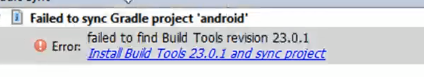 Failed to sync Gradle project 'android'
Error: failed to find Build Tools revision 23.0.1
Install Build Tools 23.0.1 and sync project